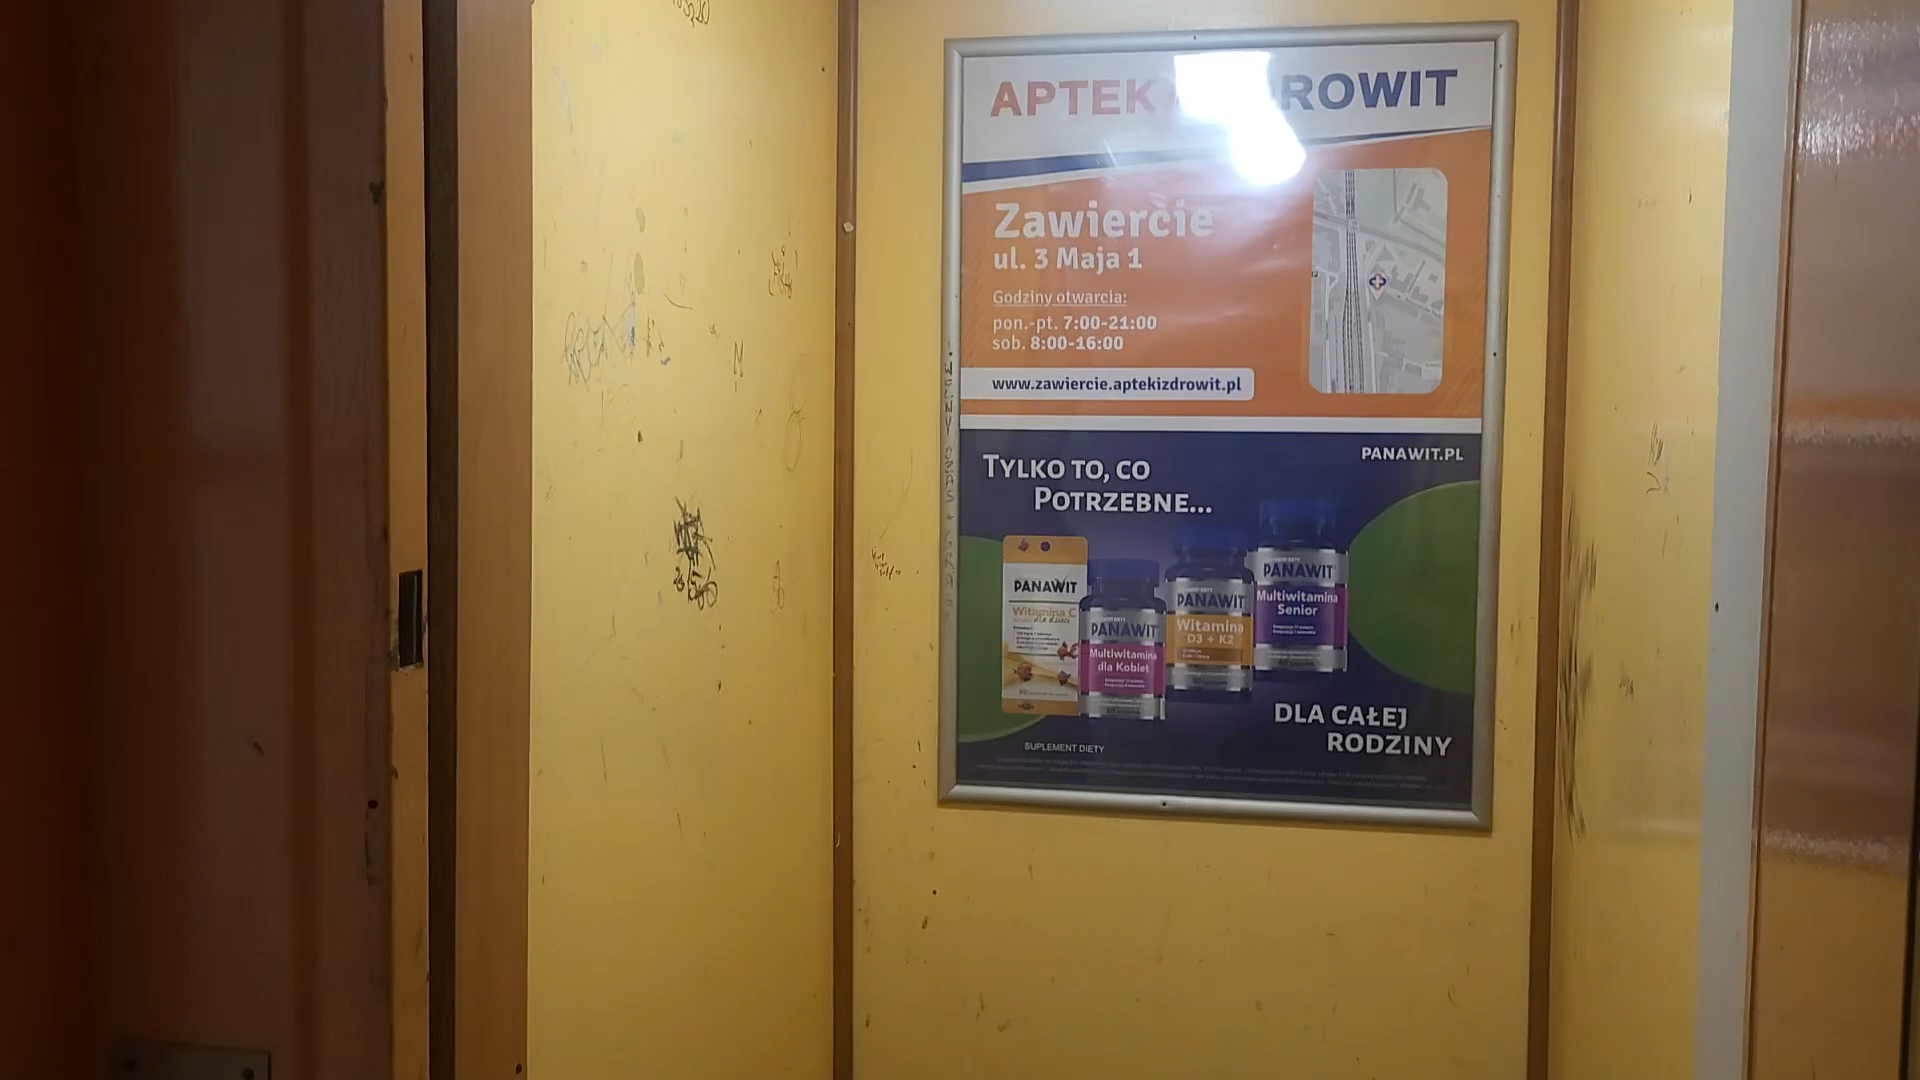 APTEK ROWIT
Zawiercie
ul. 3 Maja 1
Godziny otwarcia:
pon.-pt. 7:00-21:00
sob. 8:00-16:00
www.zawiercie.aptekizdrowit.pl
PANAWIT.PL
TYLKO TO, CO
POTRZEBNE...
PANAWIT
Witamina C
dla dzieci
PANAWIT
Multiwitamina
dla Kobiet
PANAWIT
Witamina
D3 + K2
PANAWIT
Multiwitamina
Senior
DLA CAŁEJ
RODZINY
SUPLEMENT DIETY